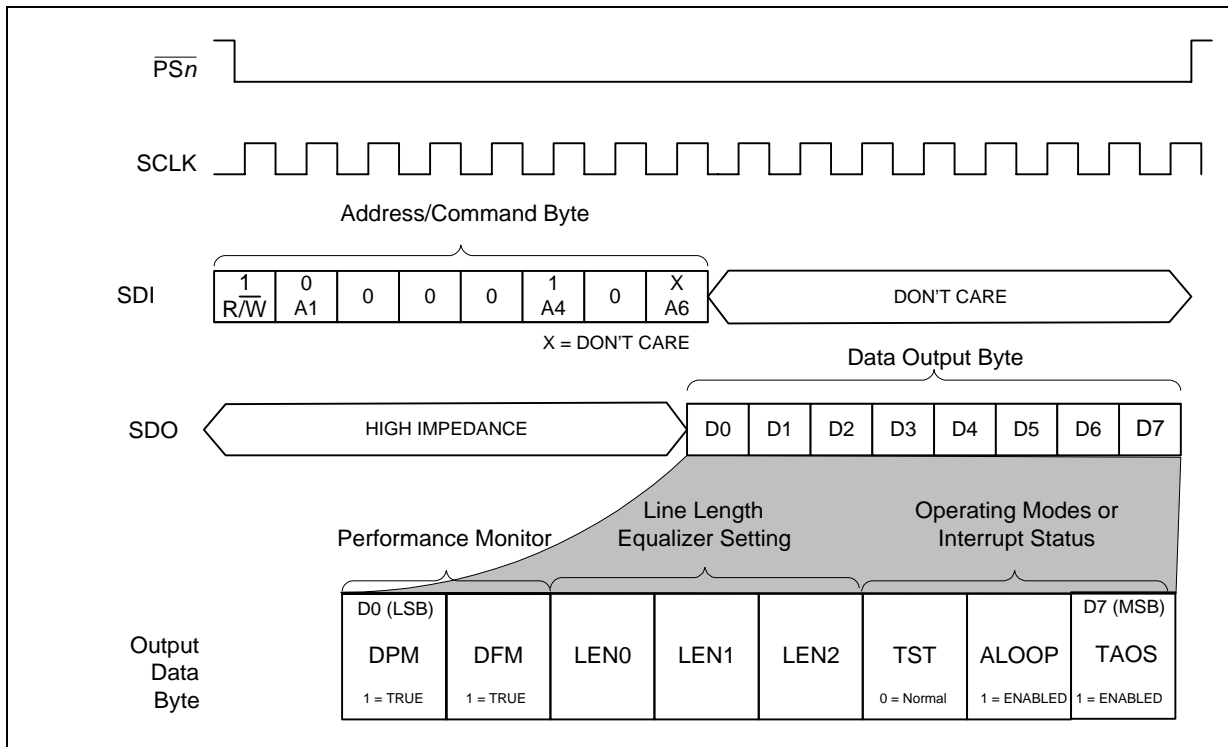 PSn
SCLK
Address/Command Byte
SDI
1 0 0 0 0 1 0 X
R/W A1 A4 A6
DON'T CARE
X = DON'T CARE
Data Output Byte
SDO
HIGH IMPEDANCE
D0 D1 D2 D3 D4 D5 D6 D7
Performance Monitor
Line Length
Equalizer Setting
Operating Modes or
Interrupt Status
Output
Data
Byte
D0 (LSB) D7 (MSB)
DPM DFM LEN0 LEN1 LEN2 TST ALOOP TAOS
1 = TRUE 1 = TRUE 0 = Normal 1 = ENABLED 1 = ENABLED